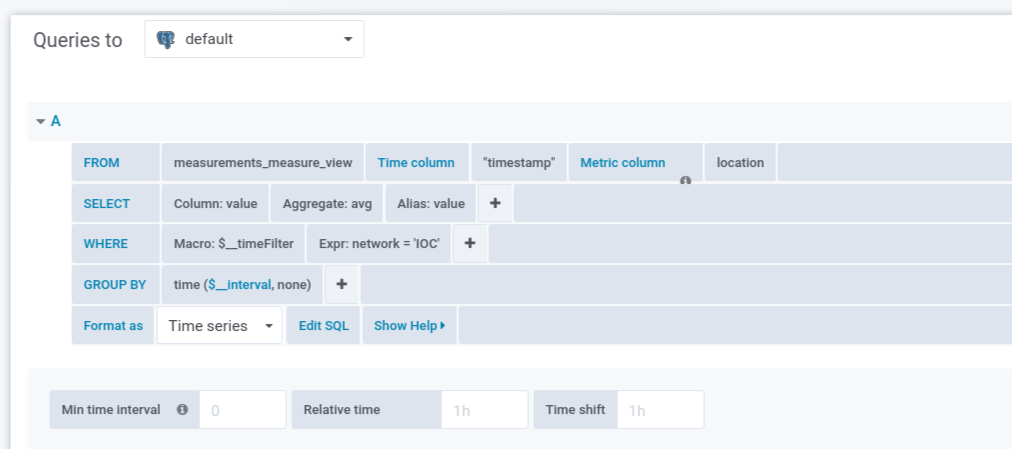 Queries to default
A
FROM measurements_measure_view Time column "timestamp" Metric column location
SELECT Column: value Aggregate: avg Alias: value +
WHERE Macro: $__timeFilter Expr: network = 'IOC' +
GROUP BY time ($__interval, none) +
Format as Time series Edit SQL Show Help
Min time interval 0 Relative time 1h Time shift 1h